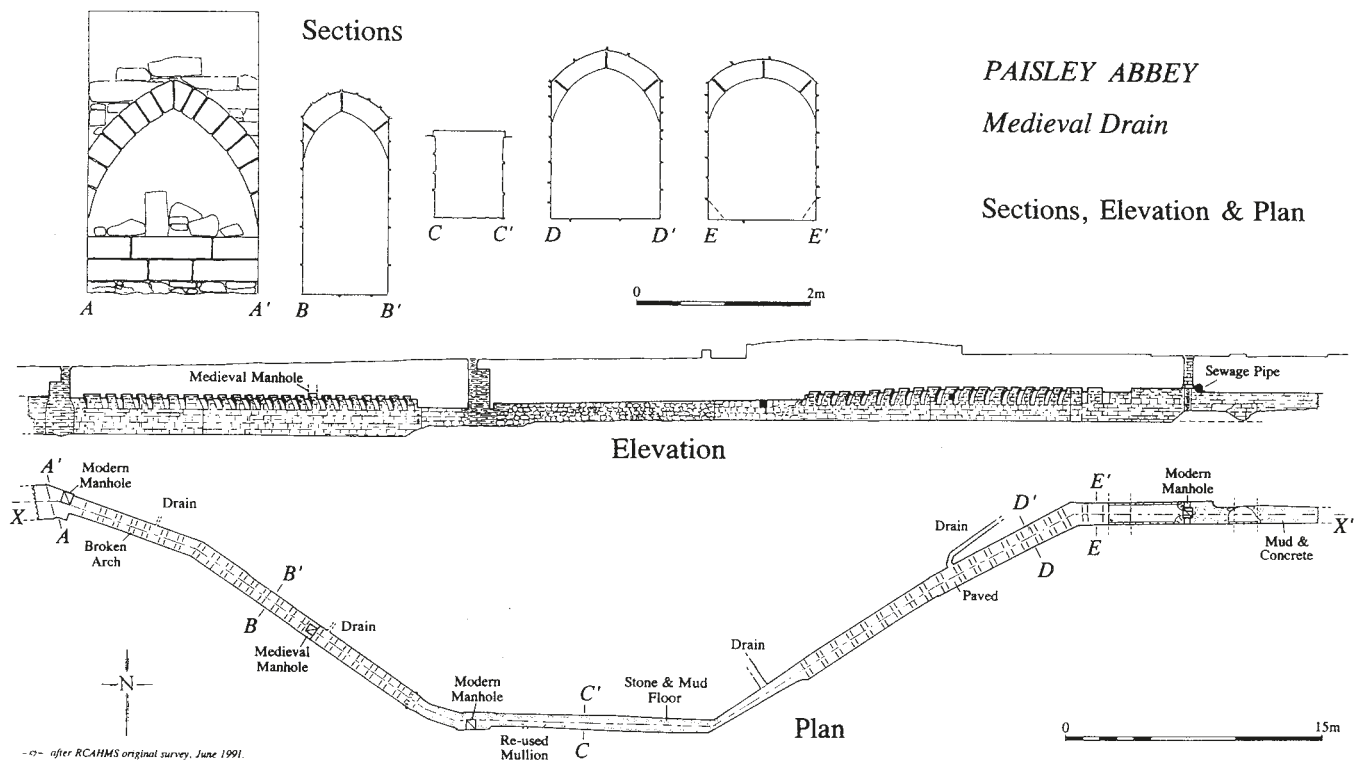 Sections
PAISLEY ABBEY
Medieval Drain
Sections, Elevation & Plan
A A' B B' C C' D D' E E'
0 2m
Medieval Manhole
Sewage Pipe
Elevation
A'
Modern
Manhole
Drain
X
A
Broken
Arch
B'
B
Drain
Medieval
Manhole
N
Modern
Manhole
C'
Stone & Mud
Floor
Re-used
Mullion
C
Drain
Plan
Drain
D'
D
Paved
E'
E
Modern
Manhole
X'
Mud &
Concrete
0 15m
after RCAHMS original survey, June 1991.